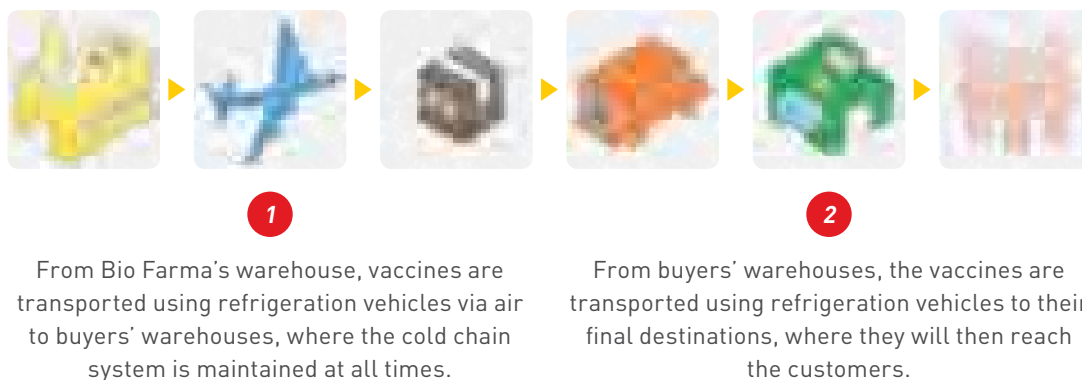 1
From Bio Farma’s warehouse, vaccines are
transported using refrigeration vehicles via air
to buyers’ warehouses, where the cold chain
system is maintained at all times.
2
From buyers’ warehouses, the vaccines are
transported using refrigeration vehicles to their
final destinations, where they will then reach
the customers.